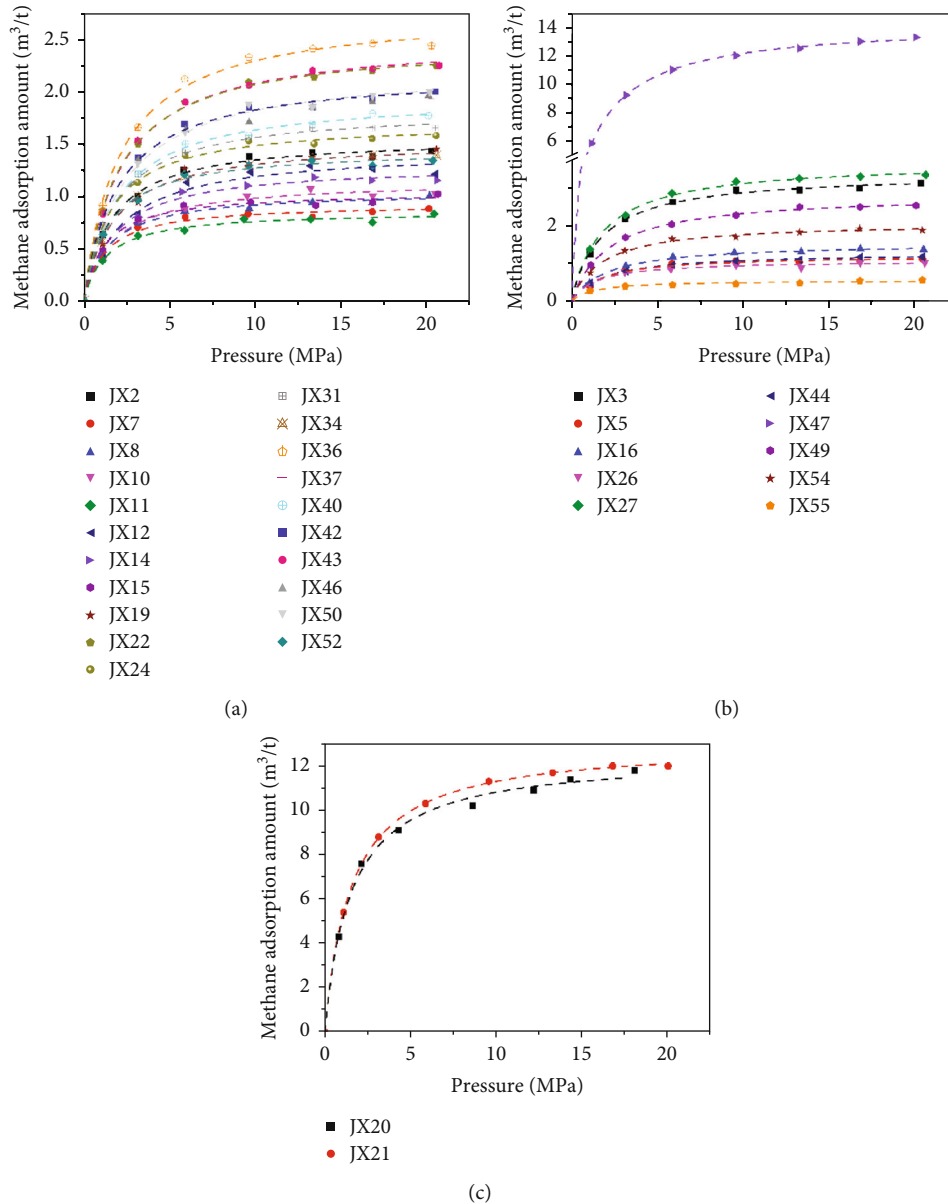 Methane adsorption amount (m³/t)
2.5
2.0
1.5
1.0
0.5
0.0
0 5 10 15 20
Pressure (MPa)
JX2 JX31
JX7 JX34
JX8 JX36
JX10 JX37
JX11 JX40
JX12 JX42
JX14 JX43
JX15 JX46
JX19 JX50
JX22 JX52
JX24
(a)
Methane adsorption amount (m³/t)
14
12
10
8
6
2
0
0 5 10 15 20
Pressure (MPa)
JX3 JX44
JX5 JX47
JX16 JX49
JX26 JX54
JX27 JX55
(b)
Methane adsorption amount (m³/t)
12
10
8
6
4
2
0
0 5 10 15 20
Pressure (MPa)
JX20
JX21
(c)